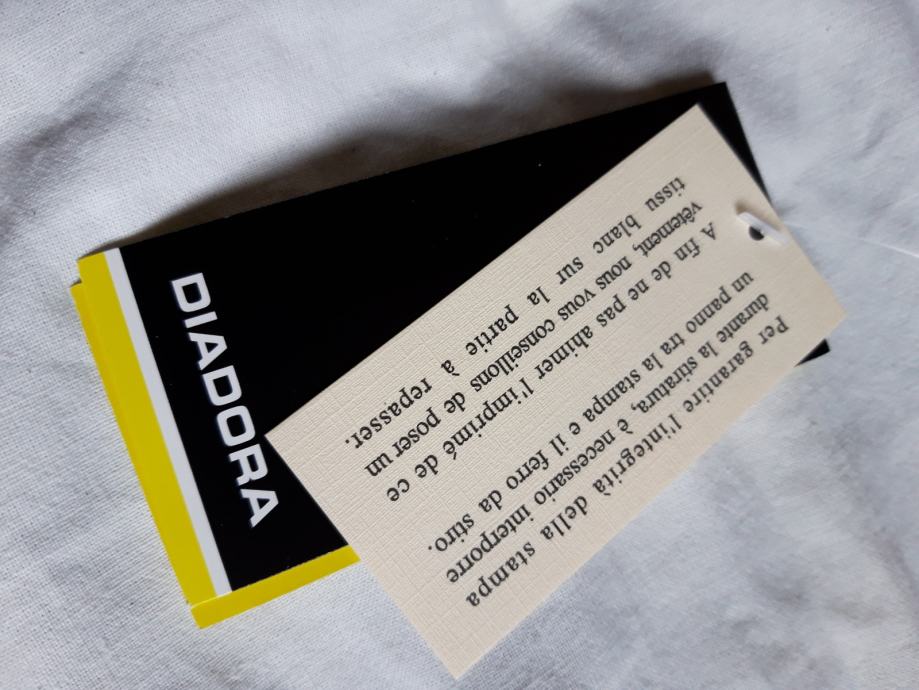 DIADORA
Per garantire l'integrità della stampa
durante la stiratura, è necessario interporre
un panno tra la stampa e il ferro da stiro.
A fin de ne pas ahimer l'imprimé de ce
vêtement, nous vous conseillons de poser un
tissu blanc sur la partie à repasser.